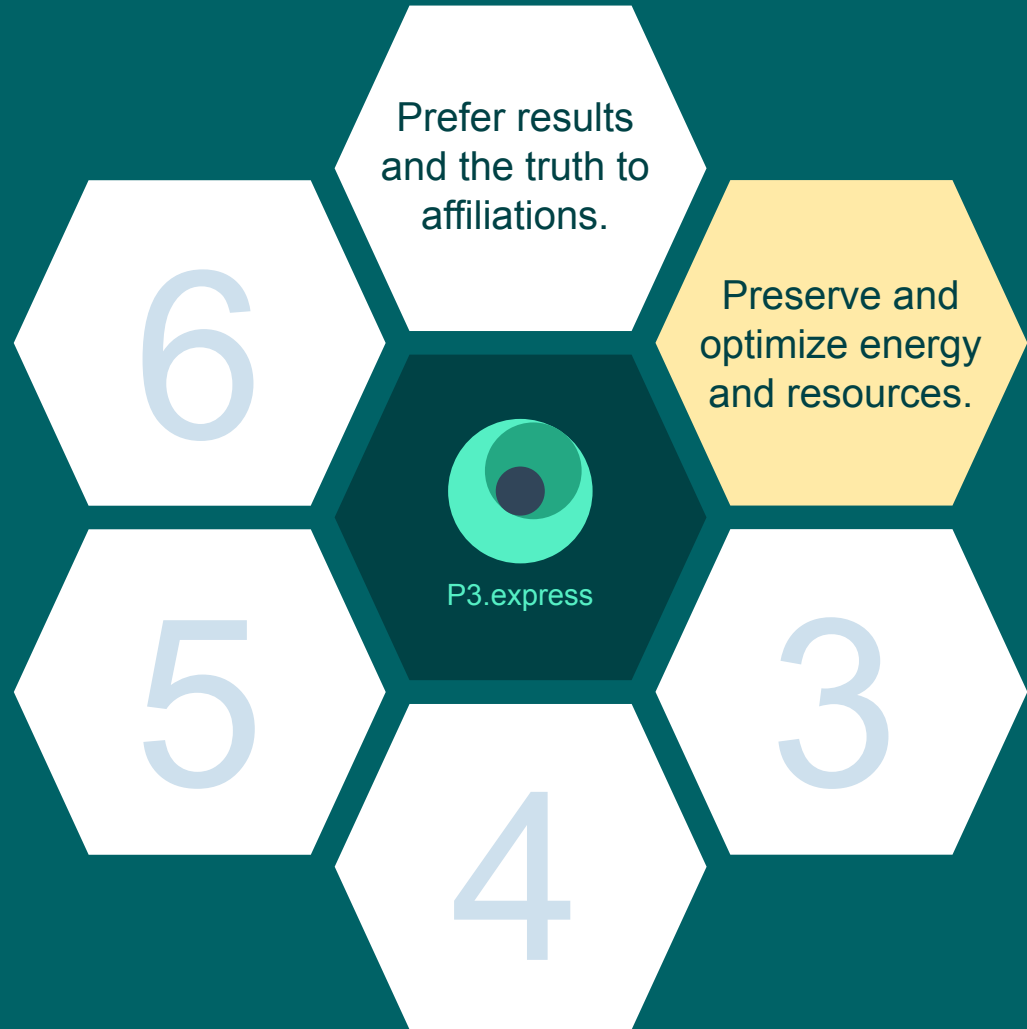 Prefer results
and the truth to
affiliations.
Preserve and
optimize energy
and resources.
6
P3.express
5
3
4